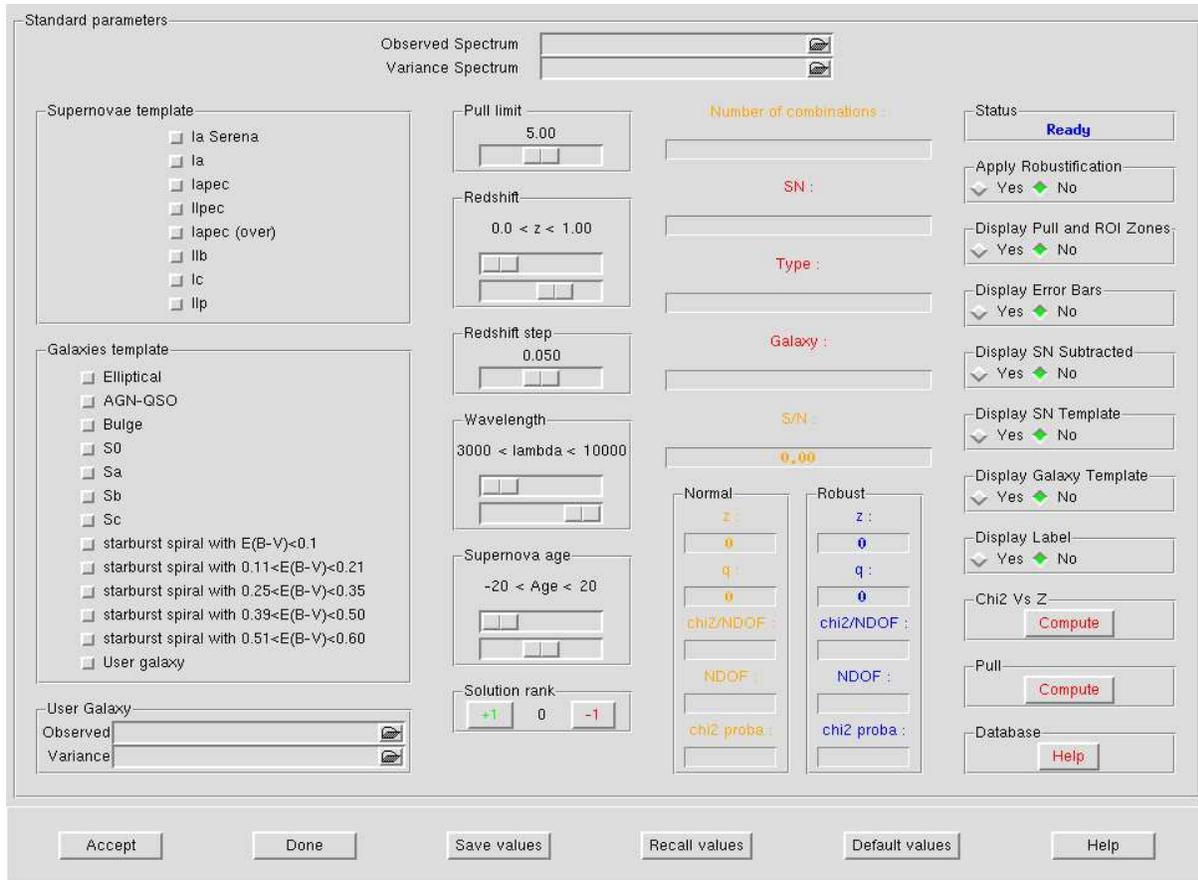 Standard parameters
Observed Spectrum
Variance Spectrum
Supernovae template
Ia Serena
Ia
Iapec
IIpec
Iapec (over)
IIb
Ic
IIp
Galaxies template
Elliptical
AGN-QSO
Bulge
S0
Sa
Sb
Sc
starburst spiral with E(B-V)<0.1
starburst spiral with 0.11<E(B-V)<0.21
starburst spiral with 0.25<E(B-V)<0.35
starburst spiral with 0.39<E(B-V)<0.50
starburst spiral with 0.51<E(B-V)<0.60
User galaxy
User Galaxy
Observed
Variance
Pull limit
5.00
Redshift
0.0 < z < 1.00
Redshift step
0.050
Wavelength
3000 < lambda < 10000
Supernova age
-20 < Age < 20
Solution rank
+1 0 -1
Number of combinations :
SN :
Type :
Galaxy :
S/N :
0.00
Normal
z :
0
q :
0
chi2/NDOF :
NDOF :
chi2 proba :
Robust
z :
0
q :
0
chi2/NDOF :
NDOF :
chi2 proba :
Status
Ready
Apply Robustification
Yes No
Display Pull and ROI Zones
Yes No
Display Error Bars
Yes No
Display SN Subtracted
Yes No
Display SN Template
Yes No
Display Galaxy Template
Yes No
Display Label
Yes No
Chi2 Vs Z
Compute
Pull
Compute
Database
Help
Accept Done Save values Recall values Default values Help